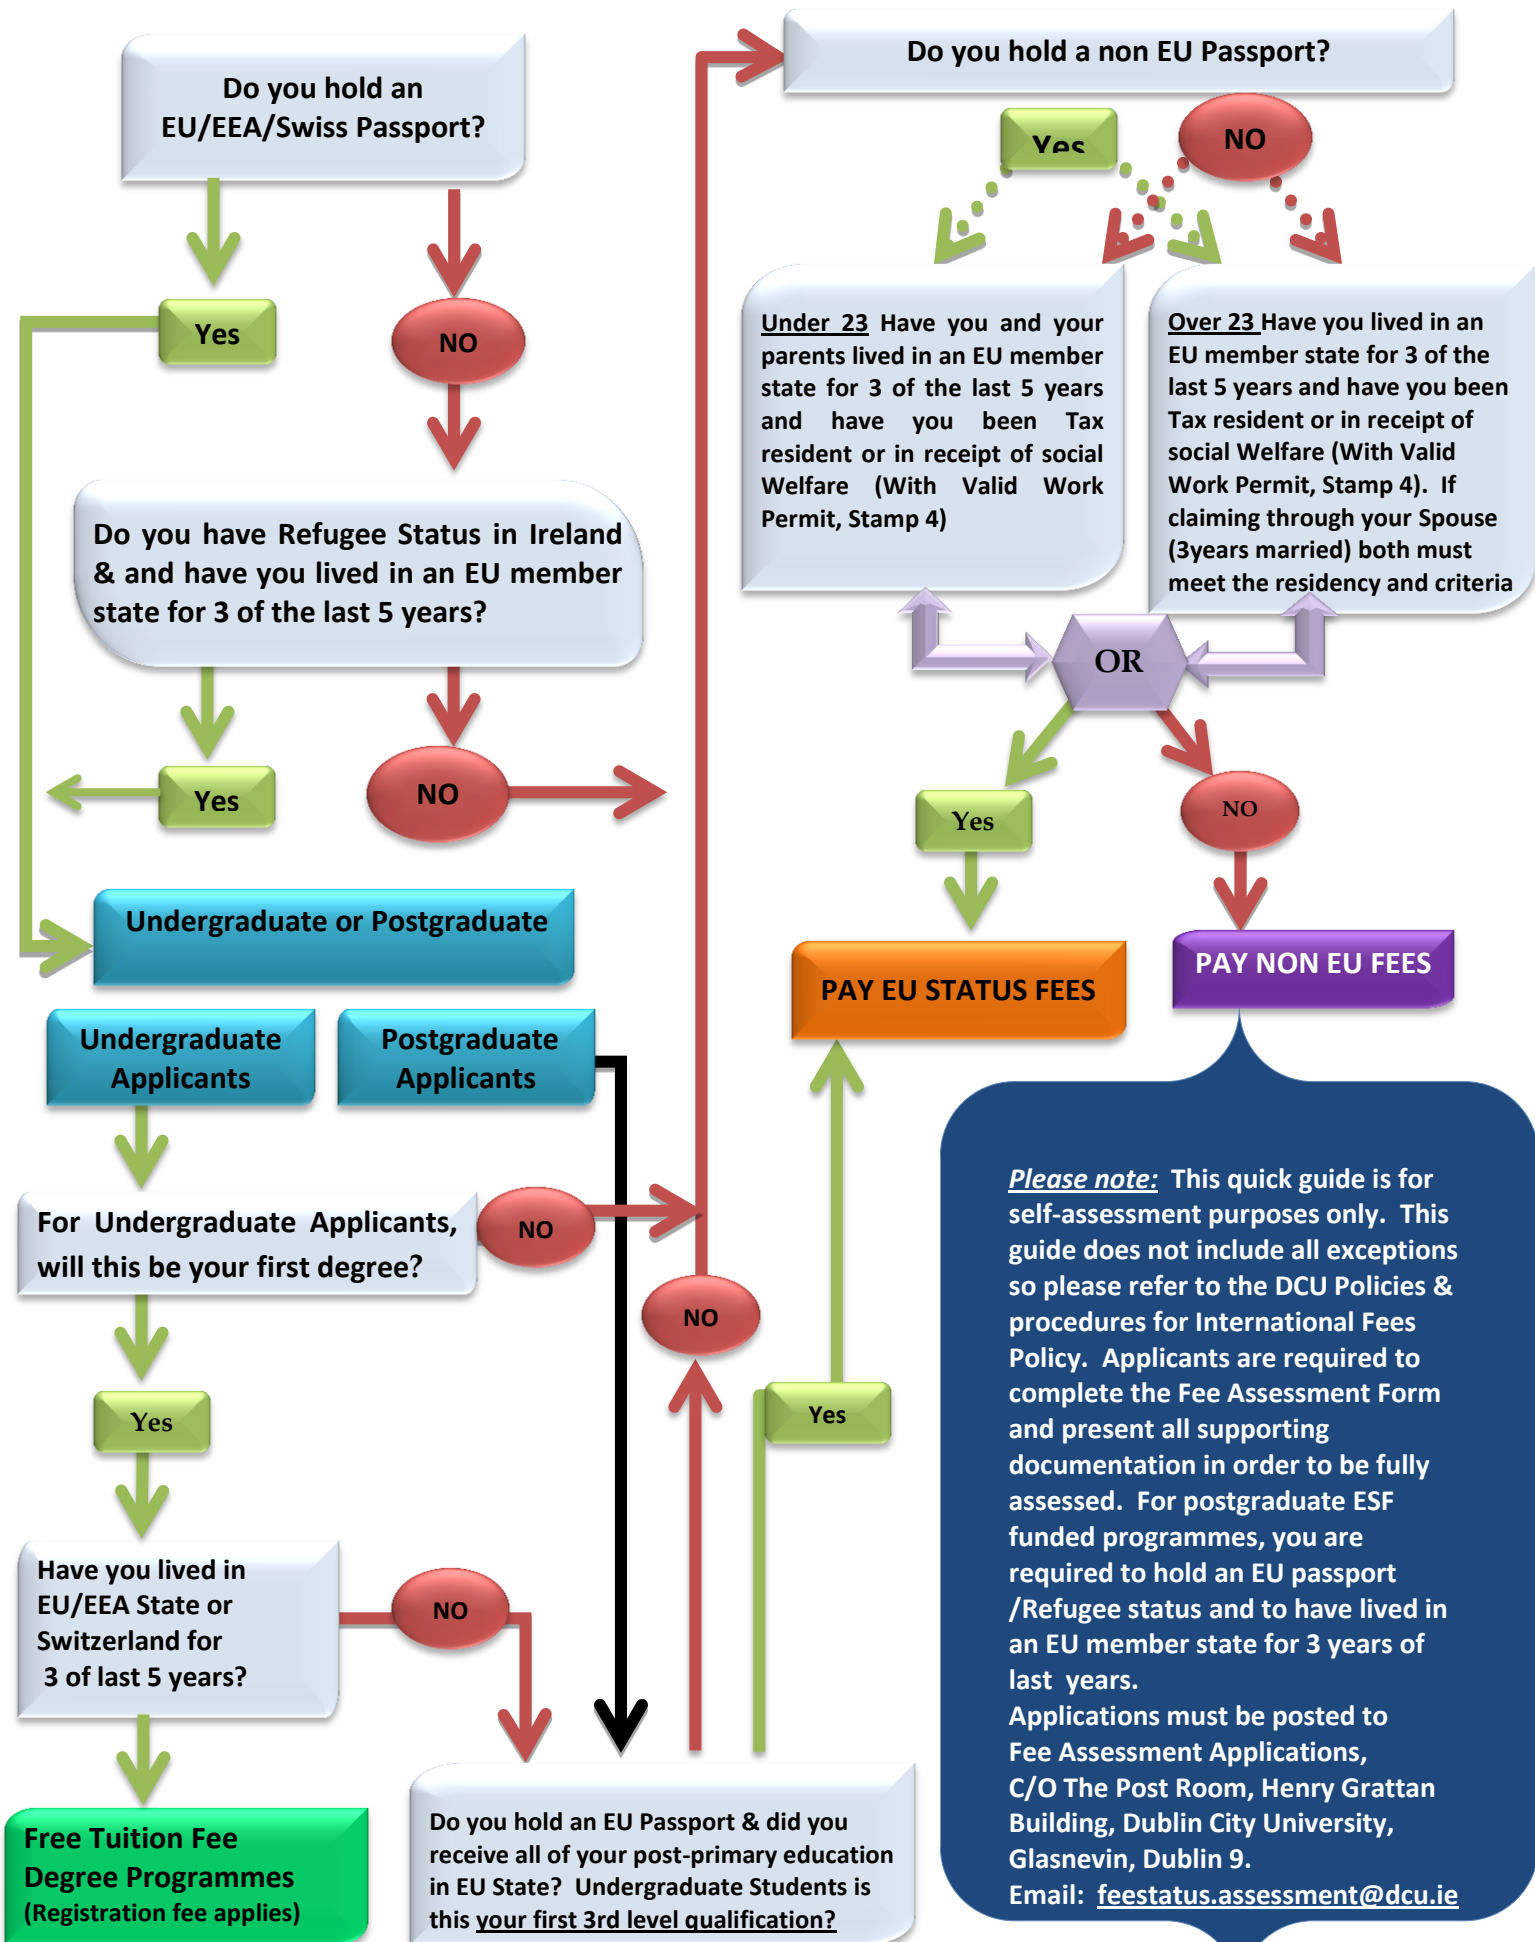 Do you hold an
EU/EEA/Swiss Passport?
Yes
NO
Do you have Refugee Status in Ireland
& and have you lived in an EU member
state for 3 of the last 5 years?
Yes
NO
Undergraduate or Postgraduate
Undergraduate
Applicants
Postgraduate
Applicants
For Undergraduate Applicants,
will this be your first degree?
NO
Yes
Have you lived in
EU/EEA State or
Switzerland for
3 of last 5 years?
NO
Free Tuition Fee
Degree Programmes
(Registration fee applies)
Do you hold an EU Passport & did you
receive all of your post-primary education
in EU State? Undergraduate Students is
this your first 3rd level qualification?
NO
Yes
Do you hold a non EU Passport?
Yes
NO
Under 23 Have you and your
parents lived in an EU member
state for 3 of the last 5 years
and have you been Tax
resident or in receipt of social
Welfare (With Valid Work
Permit, Stamp 4)
Over 23 Have you lived in an
EU member state for 3 of the
last 5 years and have you been
Tax resident or in receipt of
social Welfare (With Valid
Work Permit, Stamp 4). If
claiming through your Spouse
(3years married) both must
meet the residency and criteria
OR
Yes
NO
PAY EU STATUS FEES
PAY NON EU FEES
Please note: This quick guide is for
self-assessment purposes only. This
guide does not include all exceptions
so please refer to the DCU Policies &
procedures for International Fees
Policy. Applicants are required to
complete the Fee Assessment Form
and present all supporting
documentation in order to be fully
assessed. For postgraduate ESF
funded programmes, you are
required to hold an EU passport
/Refugee status and to have lived in
an EU member state for 3 years of
last years.
Applications must be posted to
Fee Assessment Applications,
C/O The Post Room, Henry Grattan
Building, Dublin City University,
Glasnevin, Dublin 9.
Email: feestatus.assessment@dcu.ie